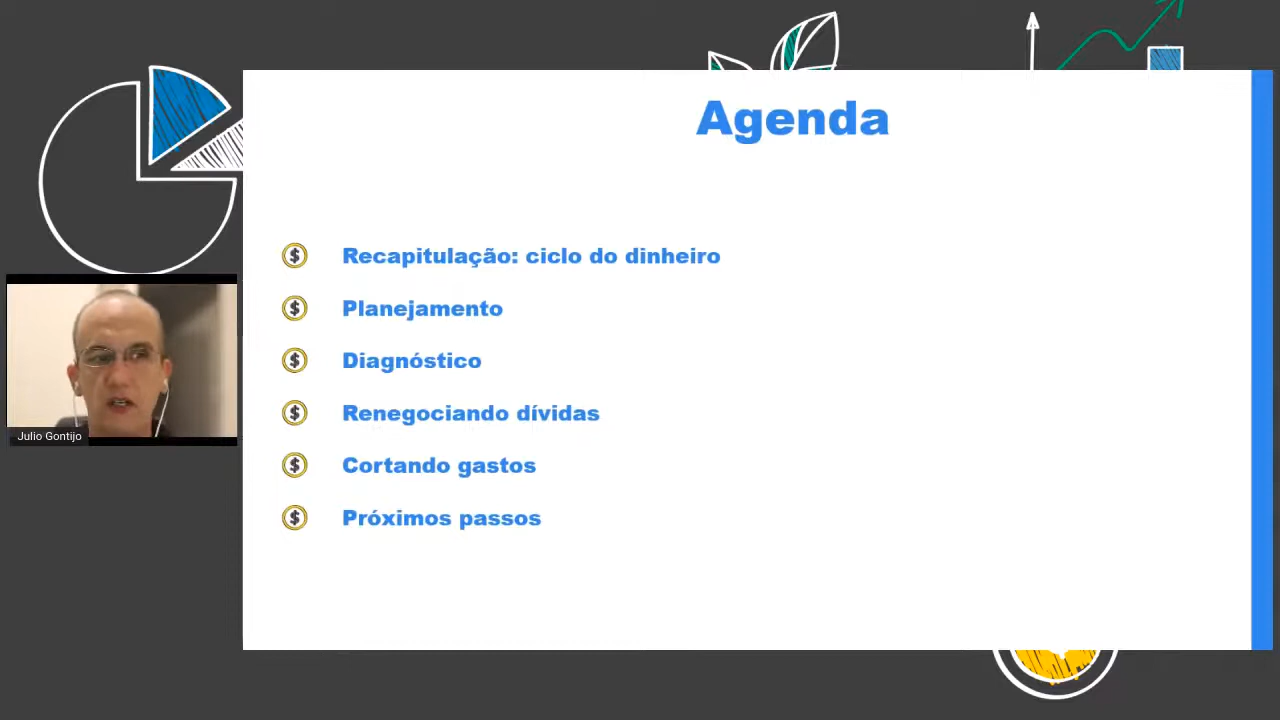 Agenda
$ Recapitulação: ciclo do dinheiro
$ Planejamento
$ Diagnóstico
$ Renegociando dívidas
$ Cortando gastos
$ Próximos passos
Julio Gontijo